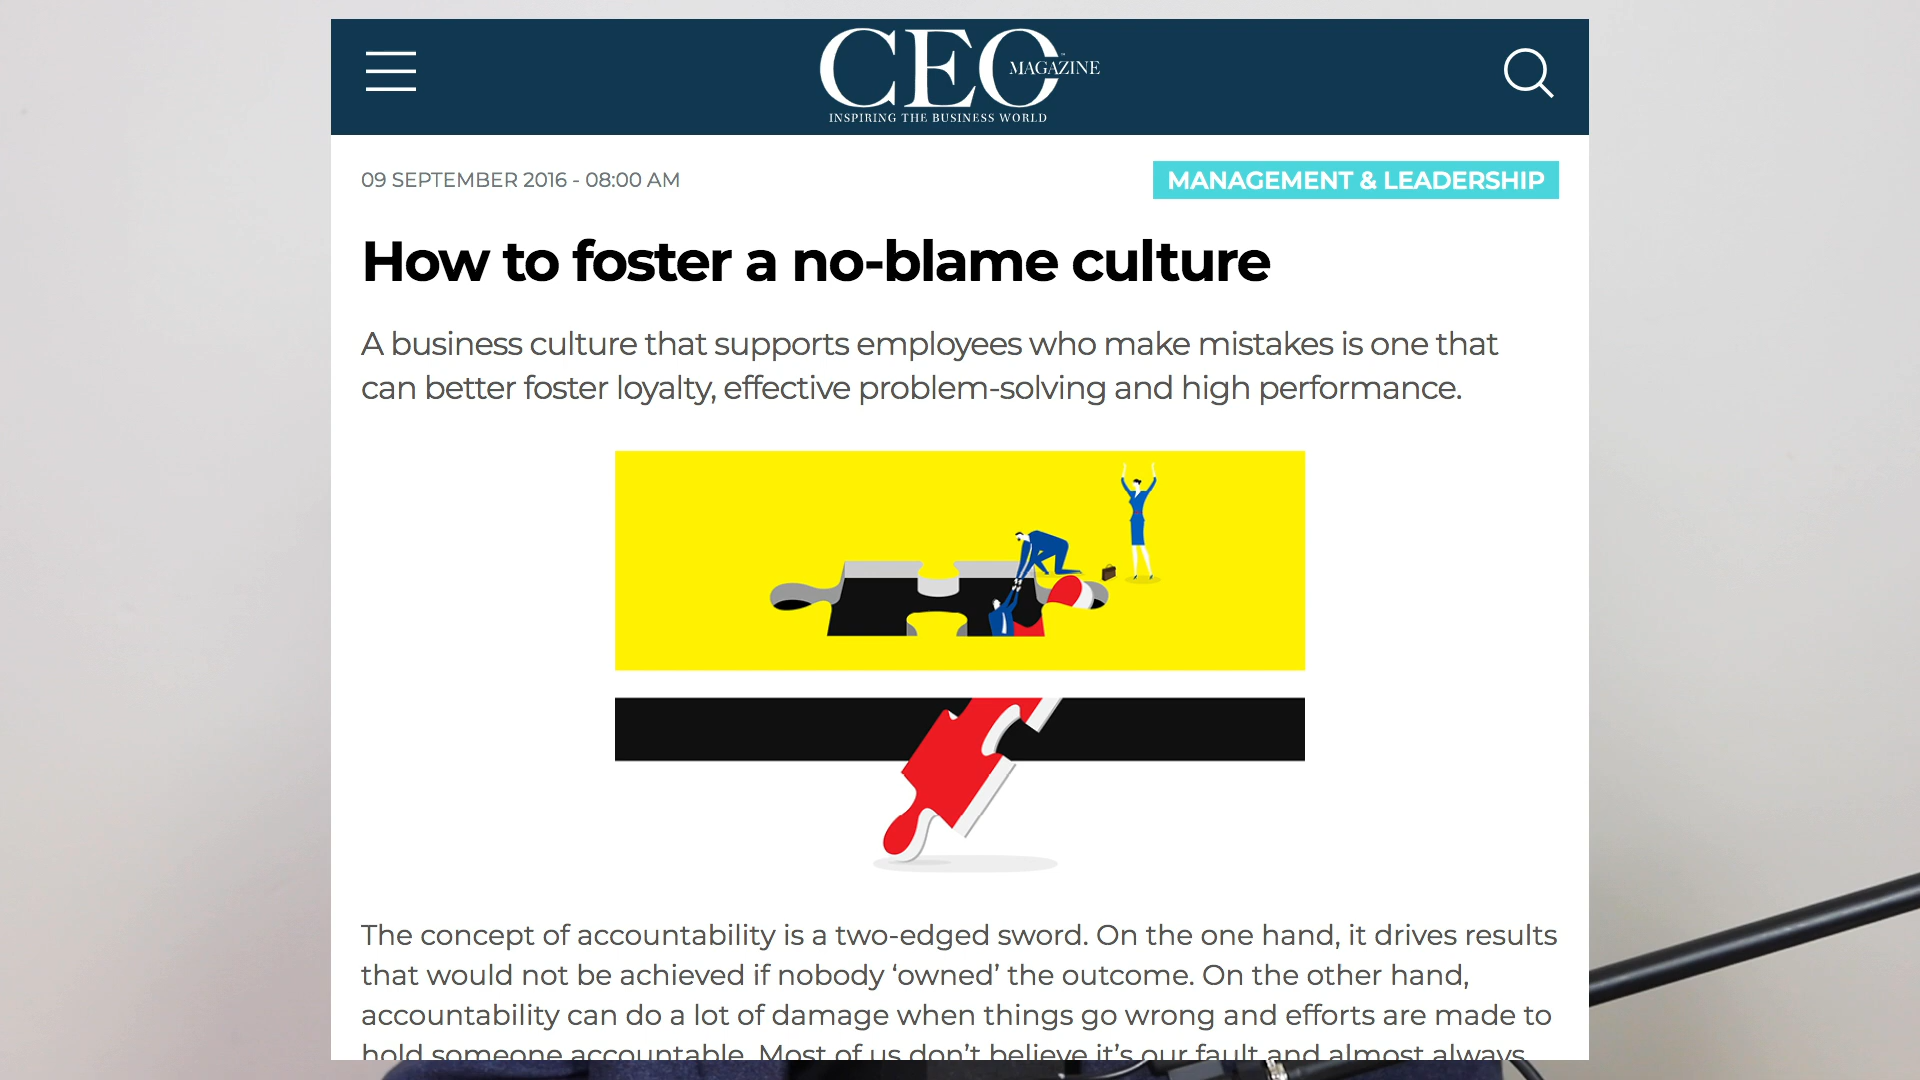 CEO
MAGAZINE
INSPIRING THE BUSINESS WORLD
09 SEPTEMBER 2016 - 08:00 AM
MANAGEMENT & LEADERSHIP
How to foster a no-blame culture
A business culture that supports employees who make mistakes is one that
can better foster loyalty, effective problem-solving and high performance.
The concept of accountability is a two-edged sword. On the one hand, it drives results
that would not be achieved if nobody ‘owned’ the outcome. On the other hand,
accountability can do a lot of damage when things go wrong and efforts are made to
hold someone accountable. Most of us don’t believe it’s our fault and almost always